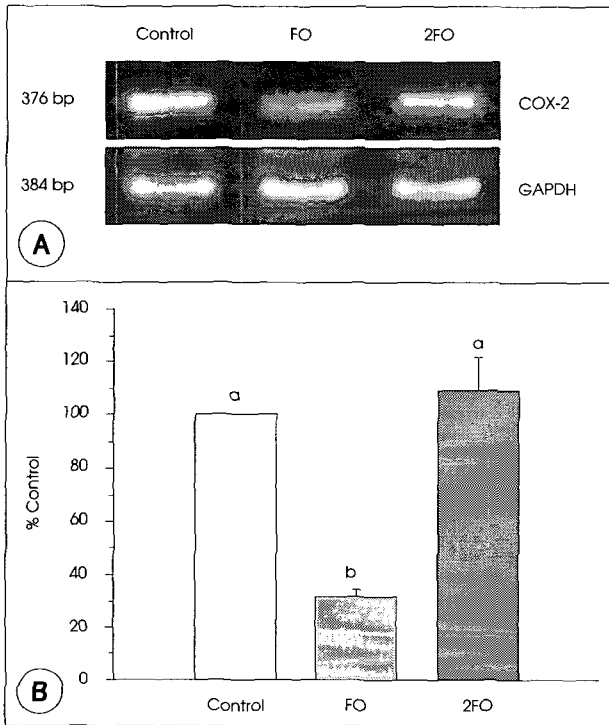 Control FO 2FO
376 bp COX-2
384 bp GAPDH
A
140
a
120
a
100
80
% Control
60
b
40
20
0
B
Control FO 2FO